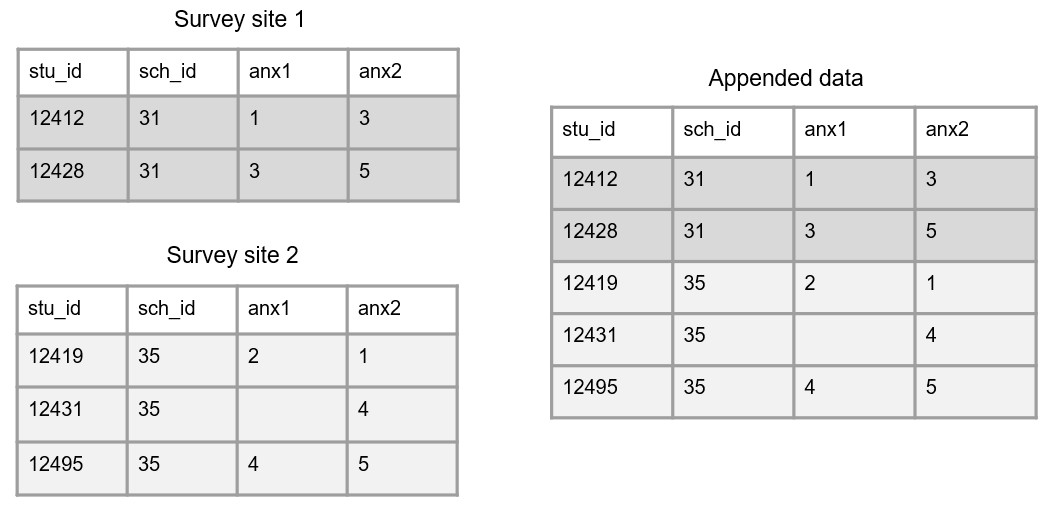 Survey site 1
stu_id sch_id anx1 anx2
12412 31 1 3
12428 31 3 5
Survey site 2
stu_id sch_id anx1 anx2
12419 35 2 1
12431 35 4
12495 35 4 5
Appended data
stu_id sch_id anx1 anx2
12412 31 1 3
12428 31 3 5
12419 35 2 1
12431 35 4
12495 35 4 5